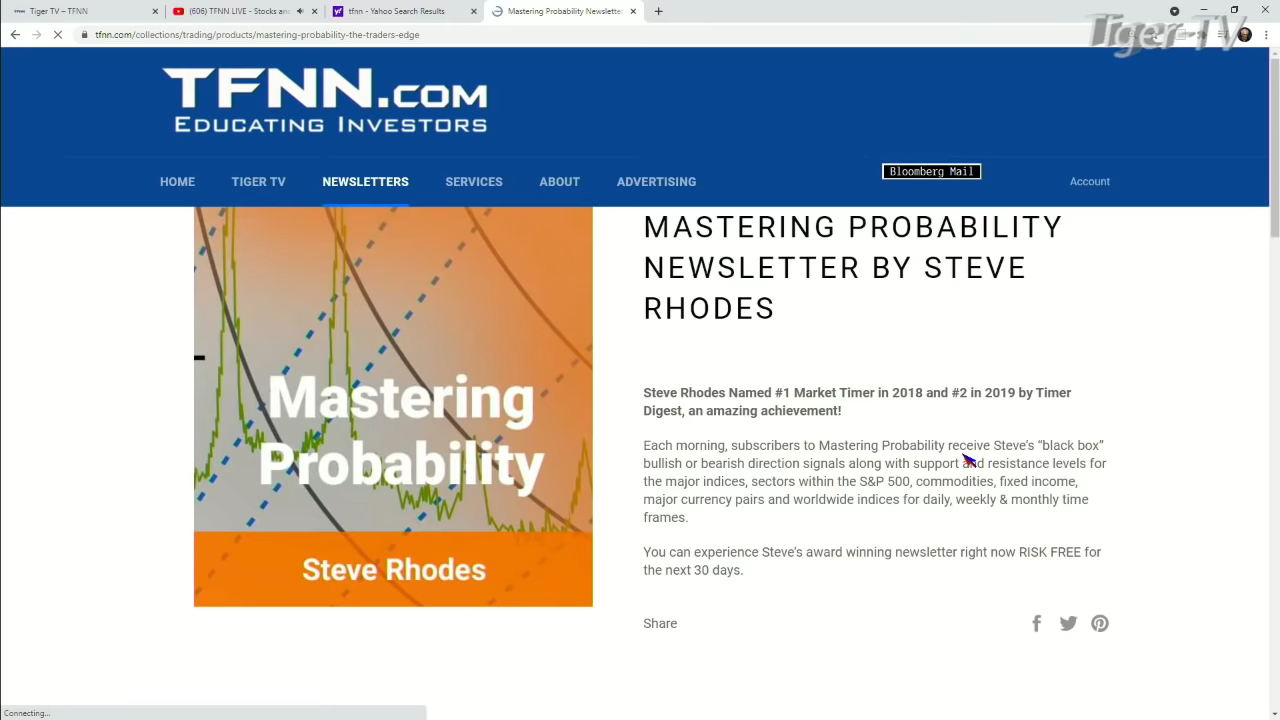 Tiger TV – TFNN
(606) TFNN LIVE - Stocks and
tfnn - Yahoo Search Results
Mastering Probability Newsletter
Tiger TV
tfnn.com/collections/trading/products/mastering-probability-the-traders-edge
TFNN.COM
EDUCATING INVESTORS
HOME
TIGER TV
NEWSLETTERS
SERVICES
ABOUT
ADVERTISING
Bloomberg Mail
Account
MASTERING PROBABILITY
NEWSLETTER BY STEVE
RHODES
Mastering
Probability
Steve Rhodes
Steve Rhodes Named #1 Market Timer in 2018 and #2 in 2019 by Timer
Digest, an amazing achievement!
Each morning, subscribers to Mastering Probability receive Steve’s “black box”
bullish or bearish direction signals along with support and resistance levels for
the major indices, sectors within the S&P 500, commodities, fixed income,
major currency pairs and worldwide indices for daily, weekly & monthly time
frames.
You can experience Steve’s award winning newsletter right now RISK FREE for
the next 30 days.
Share
Connecting...